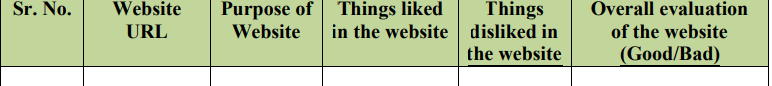 Sr. No. Website Purpose of Things liked Things Overall evaluation
URL Website in the website disliked in of the website
the website (Good/Bad)